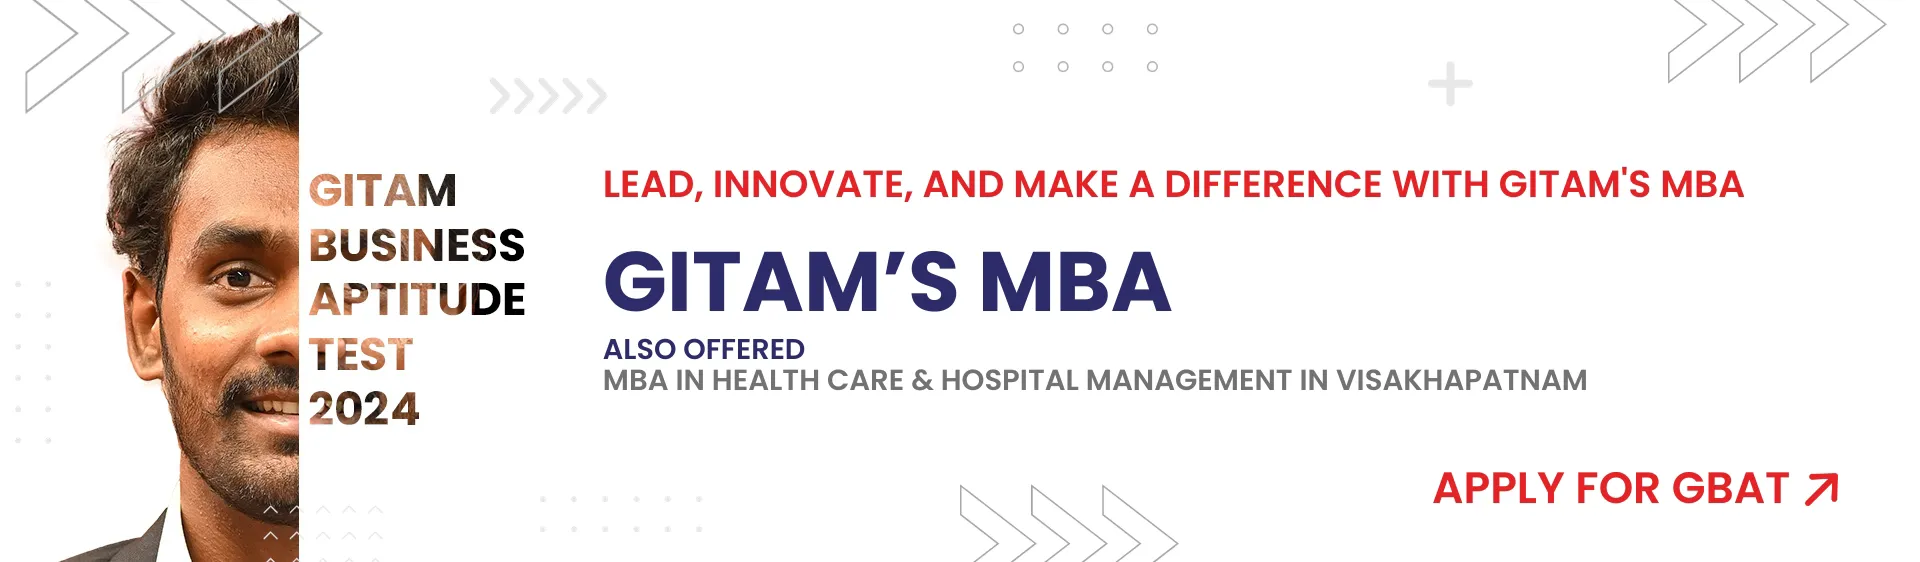 GITAM
BUSINESS
APTITUDE
TEST
2024
LEAD, INNOVATE, AND MAKE A DIFFERENCE WITH GITAM'S MBA
GITAM’S MBA
ALSO OFFERED
MBA IN HEALTH CARE & HOSPITAL MANAGEMENT IN VISAKHAPATNAM
APPLY FOR GBAT